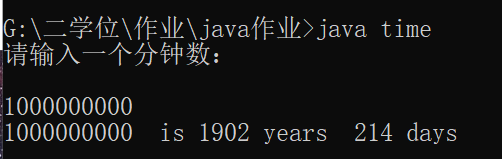 G:\二学位\作业\java作业>java time
请输入一个分钟数：
1000000000
1000000000  is 1902 years  214 days